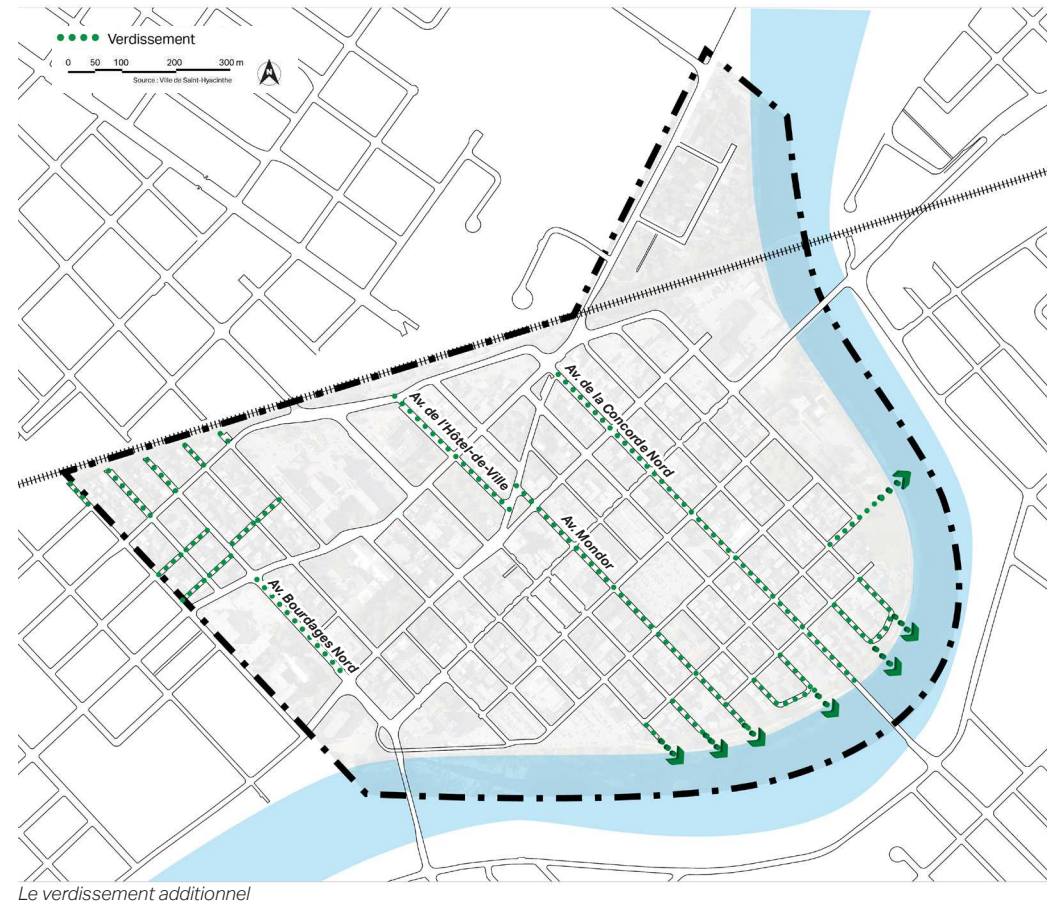 Verdissement
0 50 100 200 300 m
Source : Ville de Saint-Hyacinthe
N
Av. de la Concorde Nord
Av. de l'Hôtel-de-Ville
Av. Mondor
Av. Bourdages Nord
Le verdissement additionnel